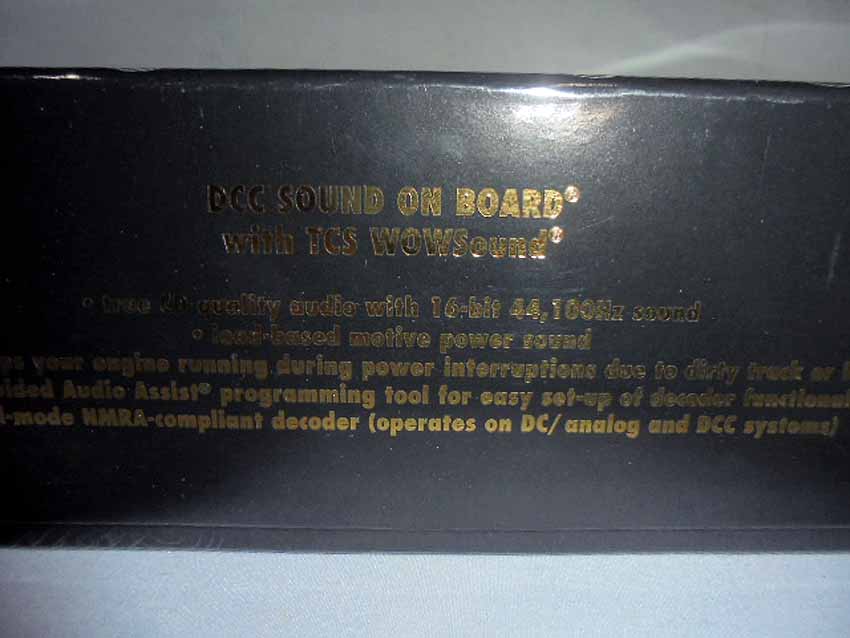 DCC SOUND ON BOARD®
with TCS WOWSound®
• true CD quality audio with 16-bit 44,100Hz sound
• load-based motive power sound
your engine running during power interruptions due to dirty track or
Audio Assist® programming tool for easy set-up of decoder
-mode NMRA-compliant decoder (operates on DC/analog and DCC systems)